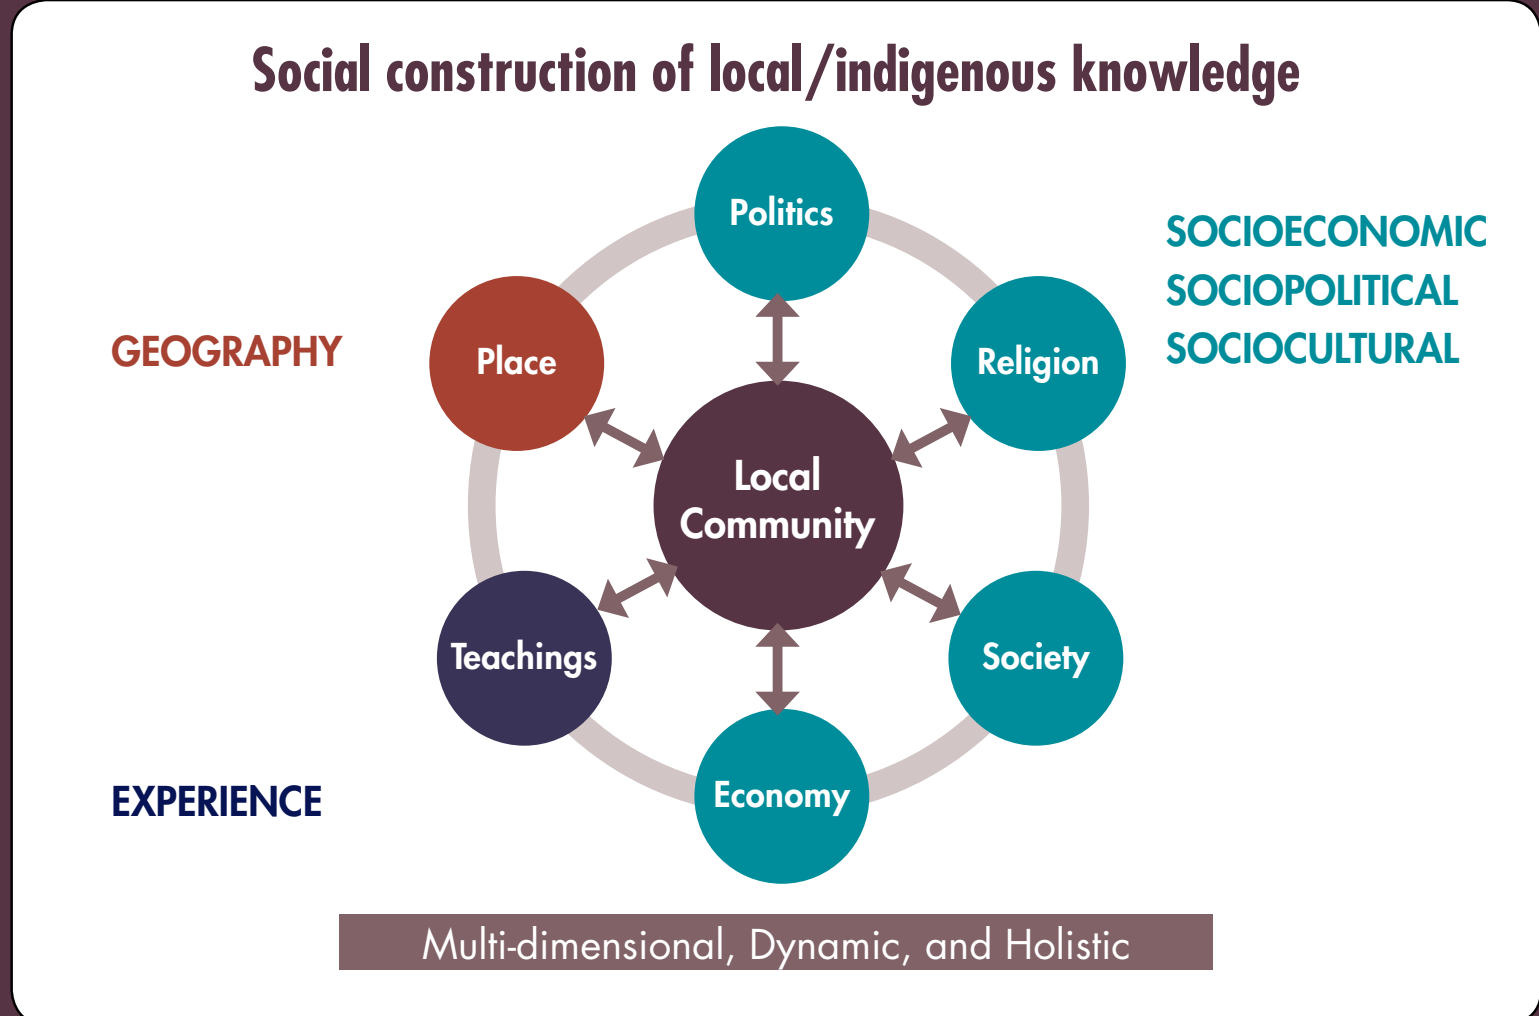 Social construction of local/indigenous knowledge
Politics
SOCIOECONOMIC
SOCIOPOLITICAL
SOCIOCULTURAL
GEOGRAPHY
Place
Religion
Local
Community
Teachings
Society
EXPERIENCE
Economy
Multi-dimensional, Dynamic, and Holistic